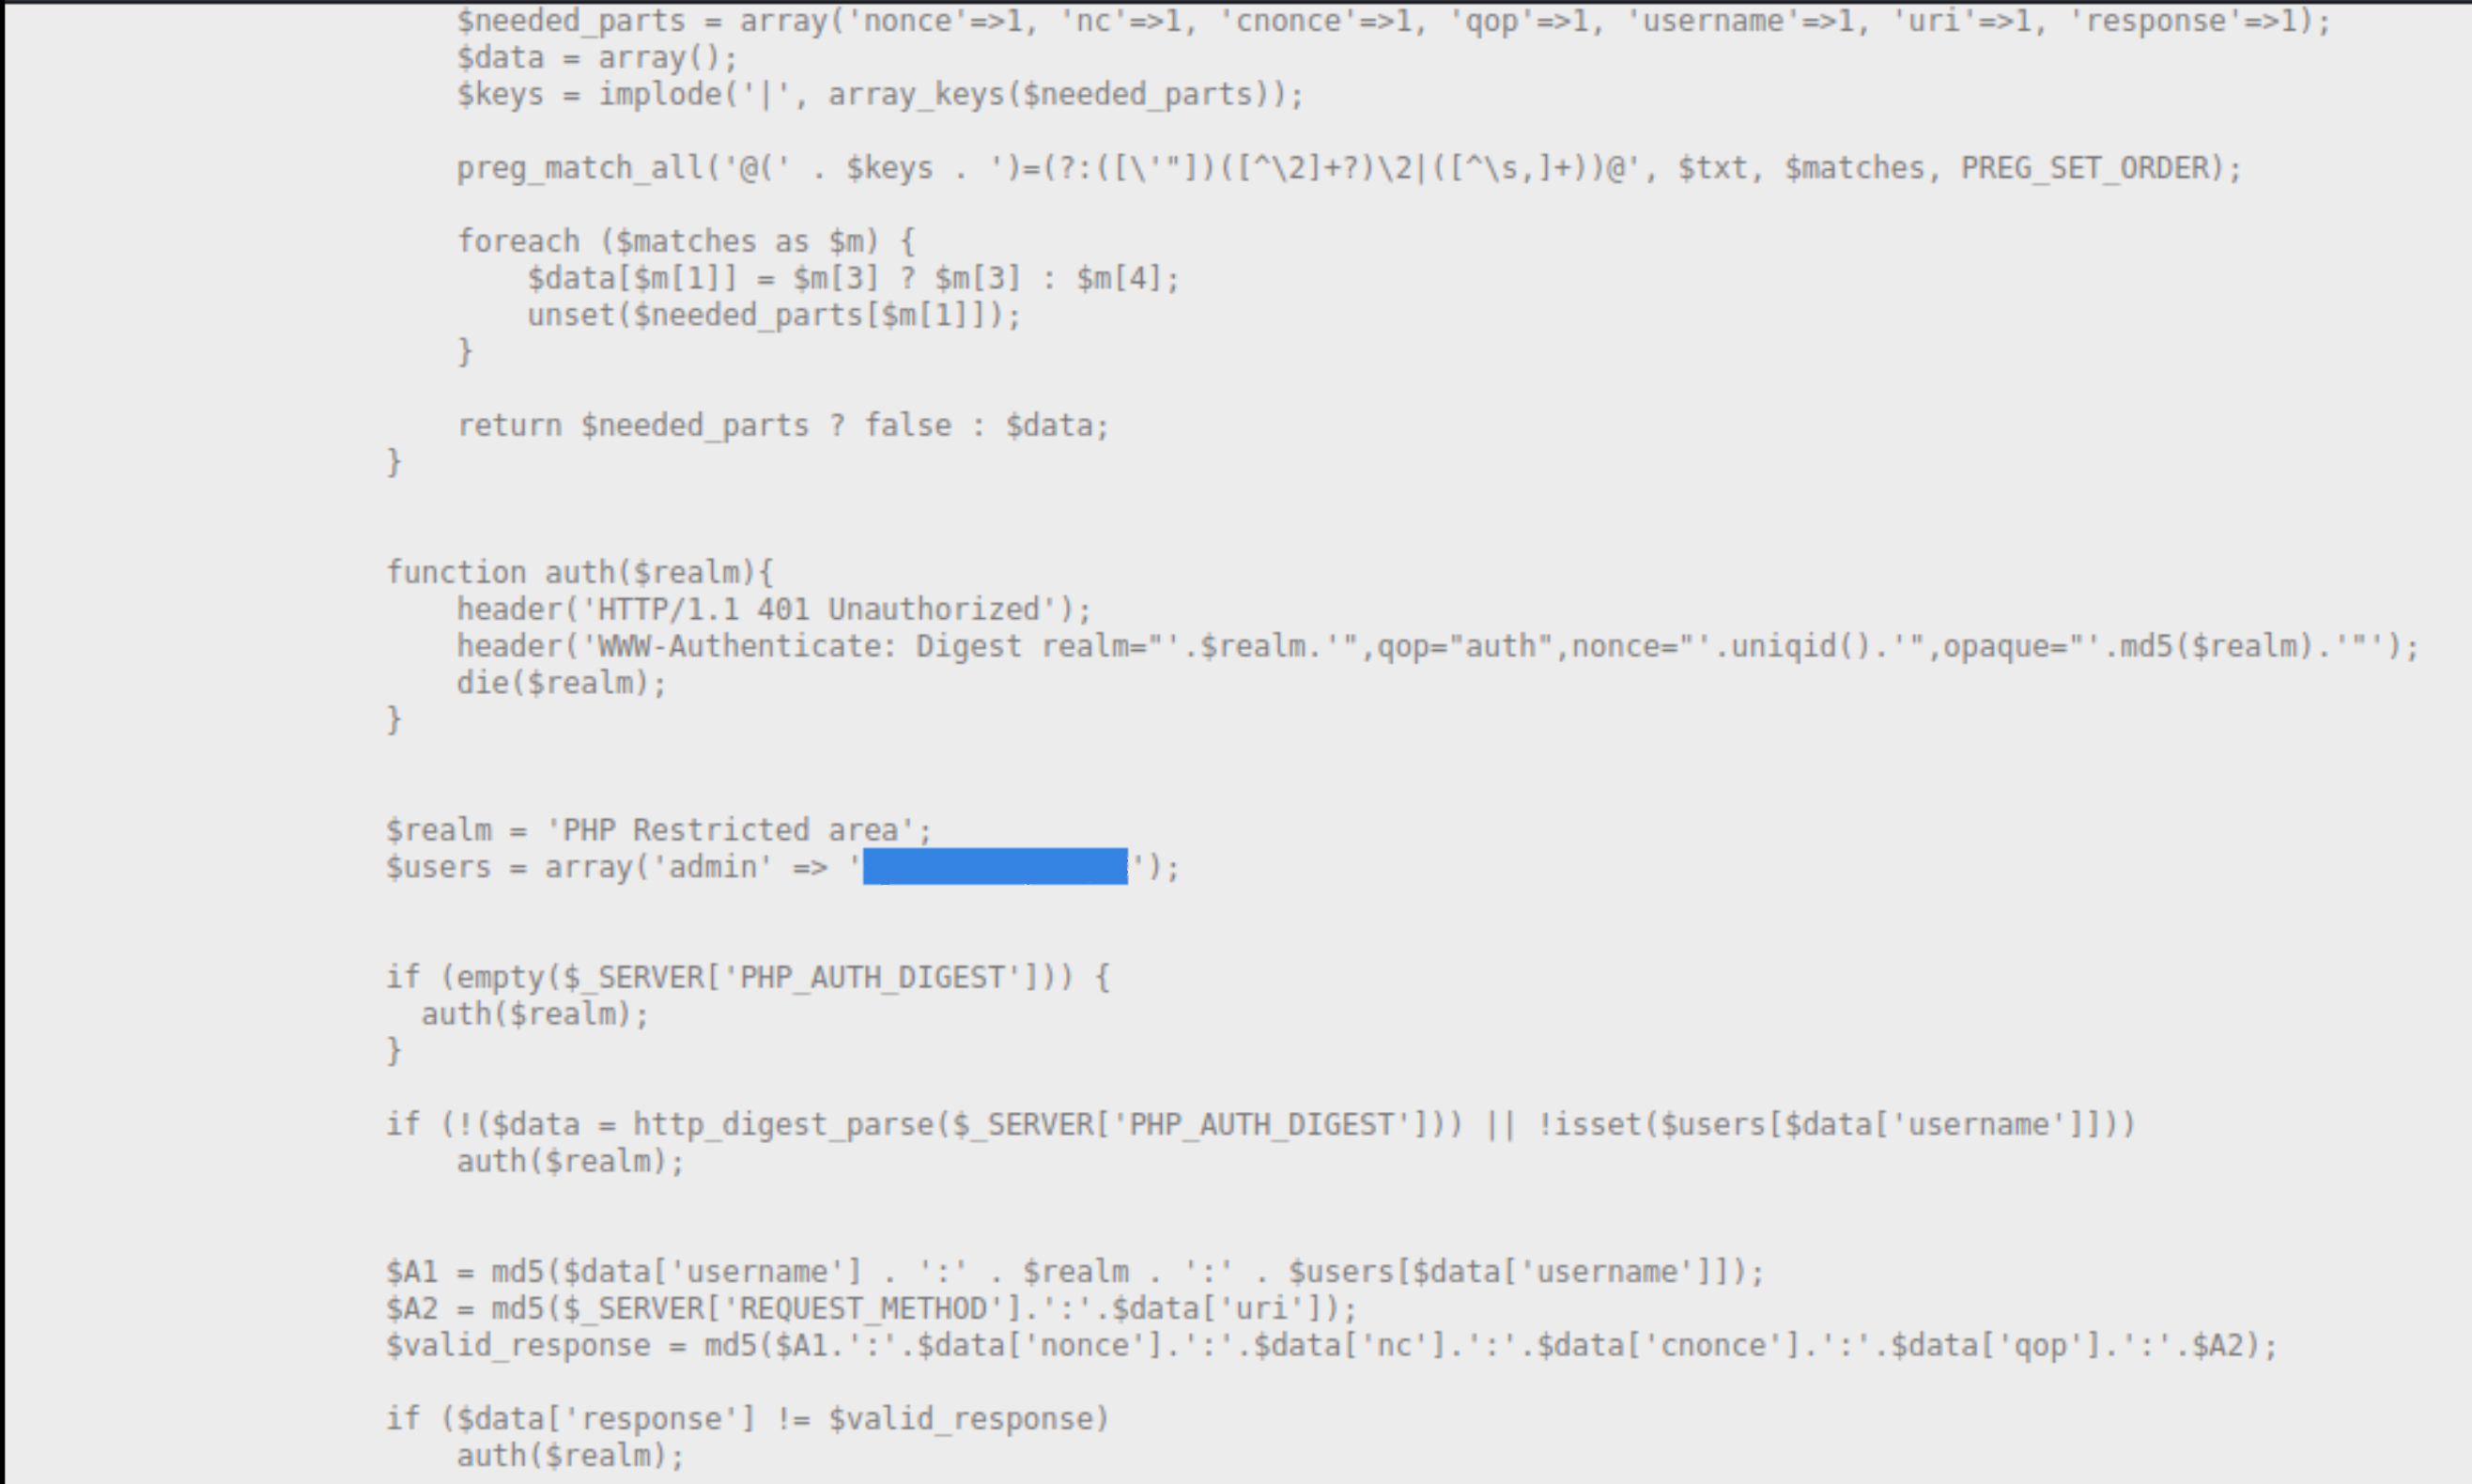 $needed_parts = array('nonce'=>1, 'nc'=>1, 'cnonce'=>1, 'qop'=>1, 'username'=>1, 'uri'=>1, 'response'=>1);
$data = array();
$keys = implode('|', array_keys($needed_parts));
preg_match_all('@(' . $keys . ')=(?:([\'"])([^\2]+?)\2|([^\s,]+))@', $txt, $matches, PREG_SET_ORDER);
foreach ($matches as $m) {
$data[$m[1]] = $m[3] ? $m[3] : $m[4];
unset($needed_parts[$m[1]]);
}
return $needed_parts ? false : $data;
}
function auth($realm){
header('HTTP/1.1 401 Unauthorized');
header('WWW-Authenticate: Digest realm="'.$realm.'",qop="auth",nonce="'.uniqid().'",opaque="'.md5($realm).'"');
die($realm);
}
$realm = 'PHP Restricted area';
$users = array('admin' => '');
if (empty($_SERVER['PHP_AUTH_DIGEST'])) {
auth($realm);
}
if (!($data = http_digest_parse($_SERVER['PHP_AUTH_DIGEST'])) || !isset($users[$data['username']]))
auth($realm);
$A1 = md5($data['username'] . ':' . $realm . ':' . $users[$data['username']]);
$A2 = md5($_SERVER['REQUEST_METHOD'].':'.$data['uri']);
$valid_response = md5($A1.':'.$data['nonce'].':'.$data['nc'].':'.$data['cnonce'].':'.$data['qop'].':'.$A2);
if ($data['response'] != $valid_response)
auth($realm);